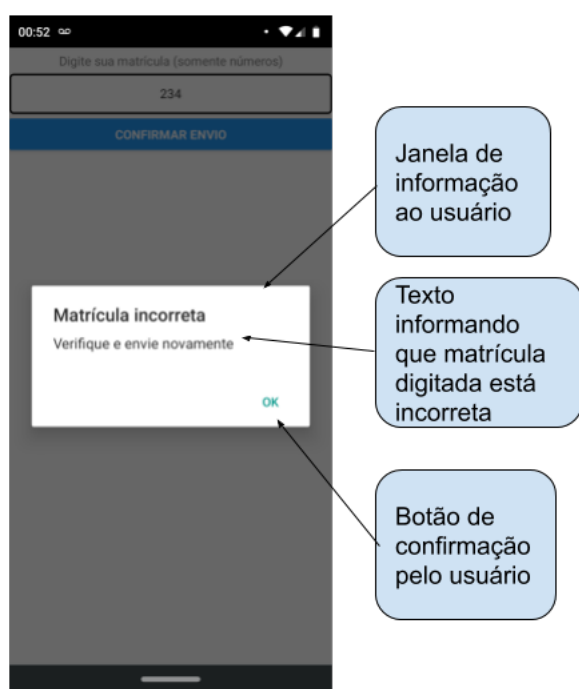 00:52
Digite sua matrícula (somente números)
234
CONFIRMAR ENVIO
Matrícula incorreta
Verifique e envie novamente
OK
Janela de
informação
ao usuário
Texto
informando
que matrícula
digitada está
incorreta
Botão de
confirmação
pelo usuário